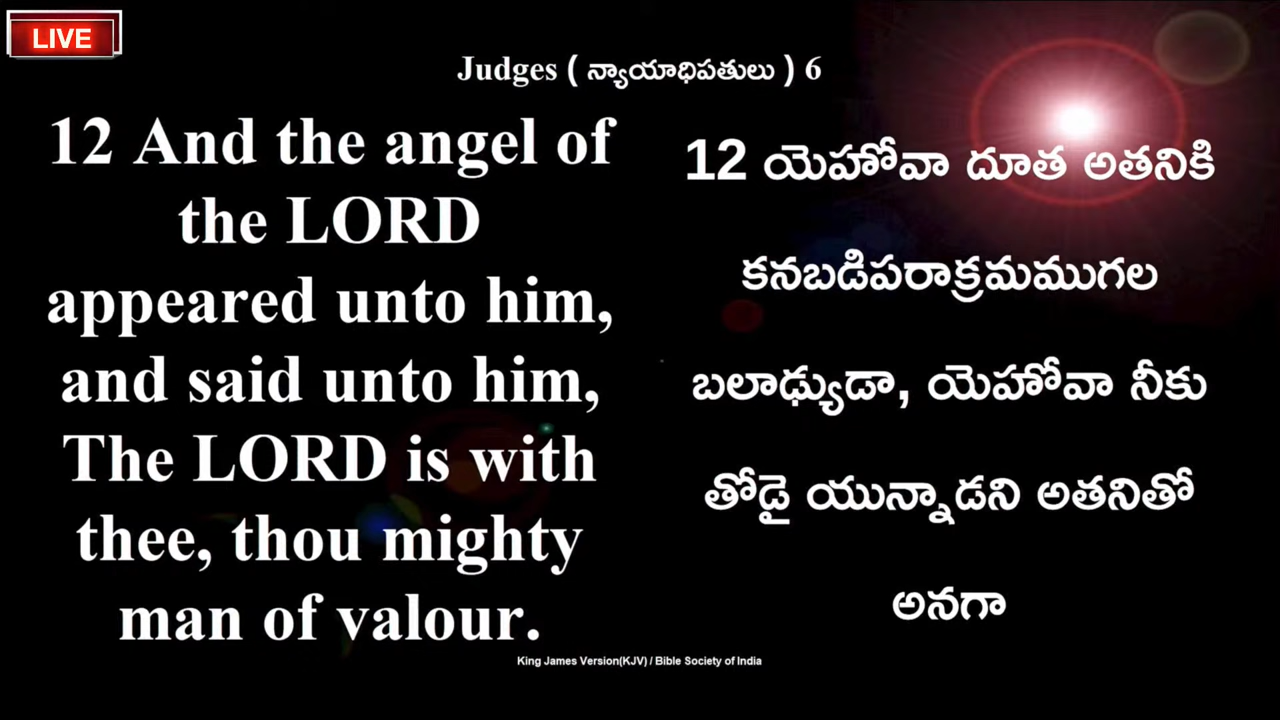 LIVE
Judges ( న్యాయాధిపతులు ) 6
12 And the angel of
the LORD
appeared unto him,
and said unto him,
The LORD is with
thee, thou mighty
man of valour.
12 యెహోవా దూత అతనికి
కనబడిపరాక్రమముగల
బలాఢ్యుడా, యెహోవా నీకు
తోడై యున్నాడని అతనితో
అనగా
King James Version(KJV) / Bible Society of India